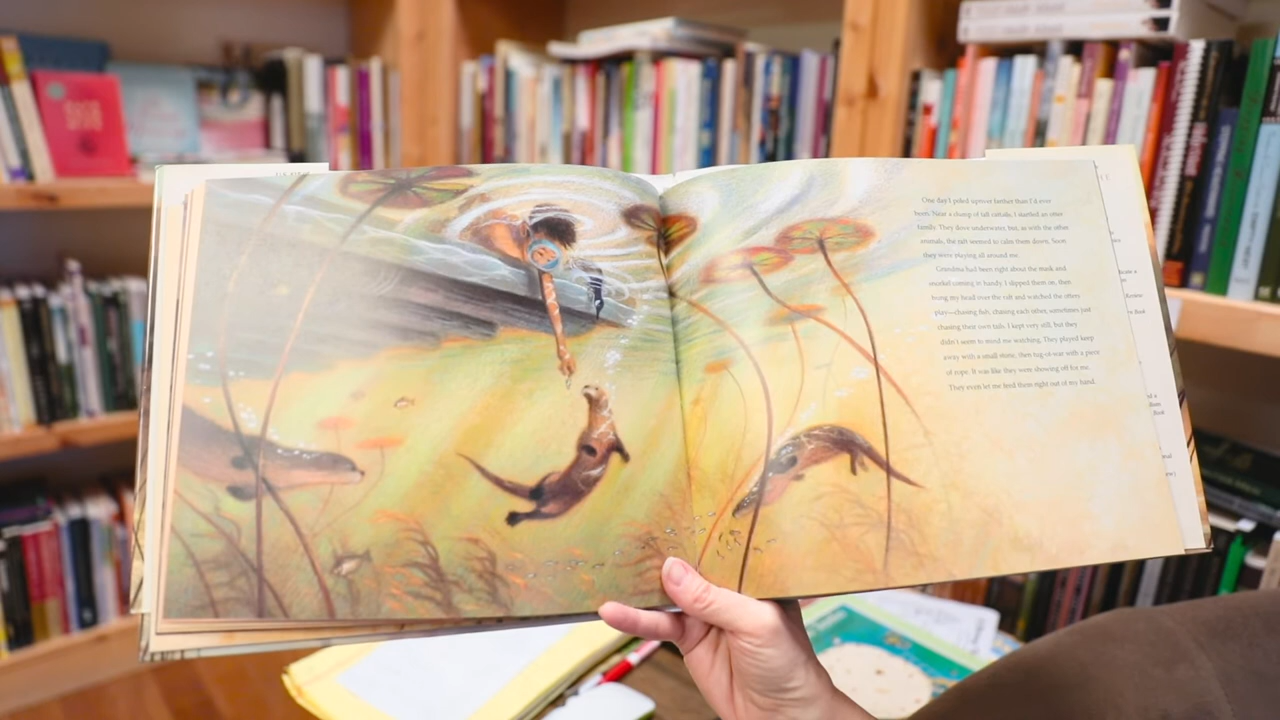 One day I poled upriver farther than I'd ever
been. Near a clump of tall cattails, I startled an otter
family. They dove underwater, but, as with the other
animals, the raft seemed to calm them down. Soon
they were playing all around me.
Grandma had been right about the mask and
snorkel coming in handy. I slipped them on, then
hung my head over the raft and watched the otters
play—chasing fish, chasing each other, sometimes just
chasing their own tails. I kept very still, but they
didn't seem to mind me watching. They played keep
away with a small stone, then tug-of-war with a piece
of rope. It was like they were showing off for me.
They even let me feed them right out of my hand.